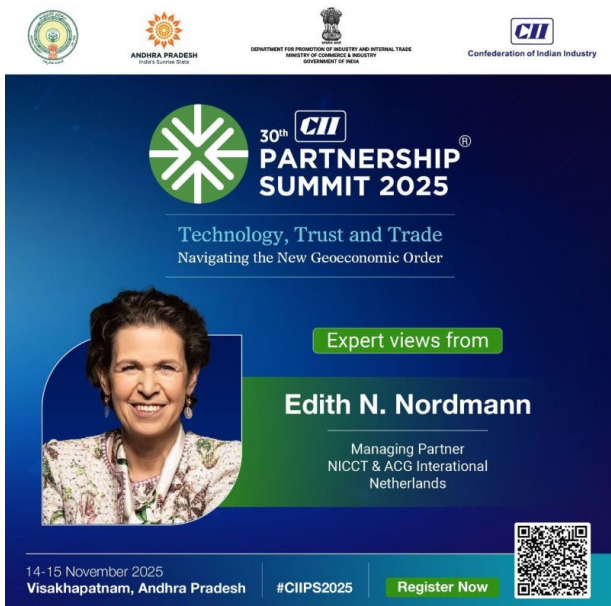 ANDHRA PRADESH
India's Sunrise State
DEPARTMENT FOR PROMOTION OF INDUSTRY AND INTERNAL TRADE
MINISTRY OF COMMERCE & INDUSTRY
GOVERNMENT OF INDIA
CII
Confederation of Indian Industry
30th CII
PARTNERSHIP®
SUMMIT 2025
Technology, Trust and Trade
Navigating the New Geoeconomic Order
Expert views from
Edith N. Nordmann
Managing Partner
NICCT & ACG Interational
Netherlands
14-15 November 2025
Visakhapatnam, Andhra Pradesh
#CIIPS2025
Register Now